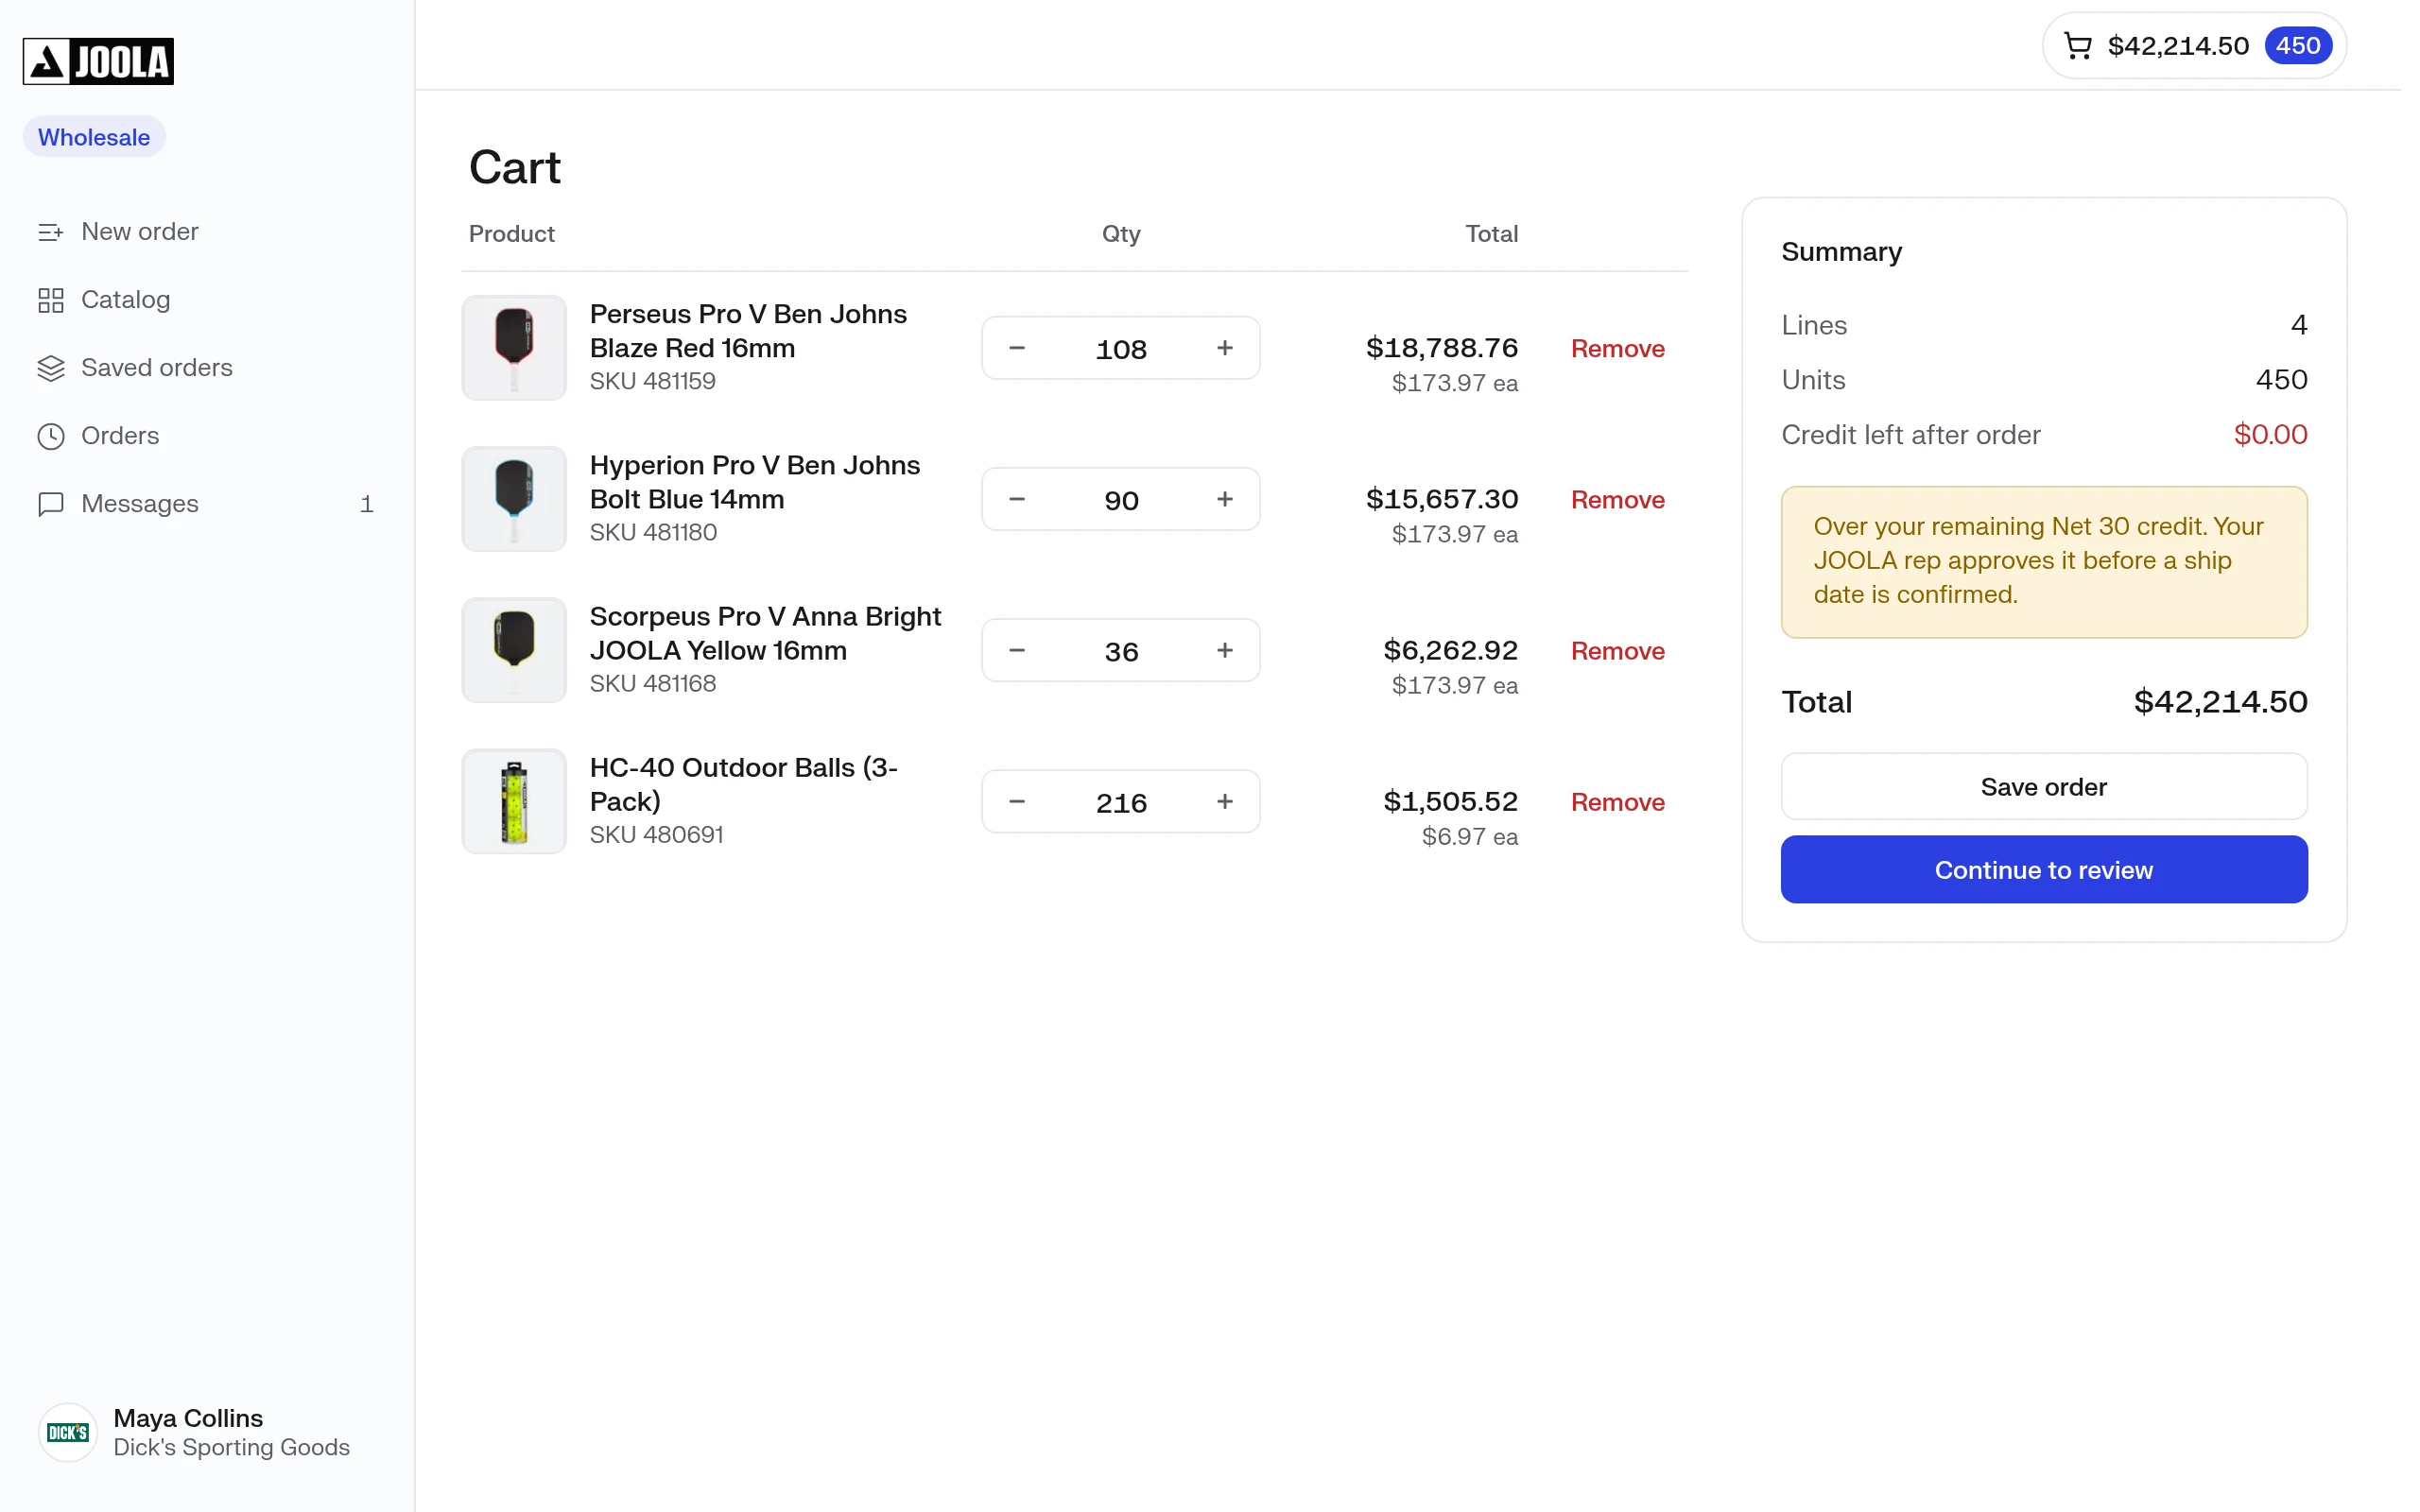 JOOLA
$42,214.50 450
Wholesale
New order
Catalog
Saved orders
Orders
Messages 1
Cart
Product Qty Total
Perseus Pro V Ben Johns
Blaze Red 16mm
SKU 481159
108
$18,788.76
$173.97 ea
Remove
Hyperion Pro V Ben Johns
Bolt Blue 14mm
SKU 481180
90
$15,657.30
$173.97 ea
Remove
Scorpeus Pro V Anna Bright
JOOLA Yellow 16mm
SKU 481168
36
$6,262.92
$173.97 ea
Remove
HC-40 Outdoor Balls (3-
Pack)
SKU 480691
216
$1,505.52
$6.97 ea
Remove
Summary
Lines 4
Units 450
Credit left after order $0.00
Over your remaining Net 30 credit. Your
JOOLA rep approves it before a ship
date is confirmed.
Total $42,214.50
Save order
Continue to review
DICK'S
Maya Collins
Dick's Sporting Goods